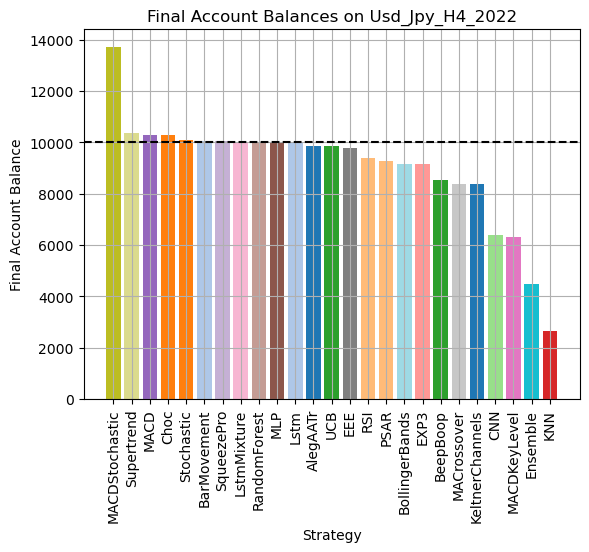 Final Account Balances on Usd_Jpy_H4_2022
Final Account Balance
14000
12000
10000
8000
6000
4000
2000
0
MACDStochastic
Supertrend
MACD
Choc
Stochastic
BarMovement
SqueezePro
LstmMixture
RandomForest
MLP
Lstm
AlegAATr
UCB
EEE
RSI
PSAR
BollingerBands
EXP3
BeepBoop
MACrossover
KeltnerChannels
CNN
MACDKeyLevel
Ensemble
KNN
Strategy